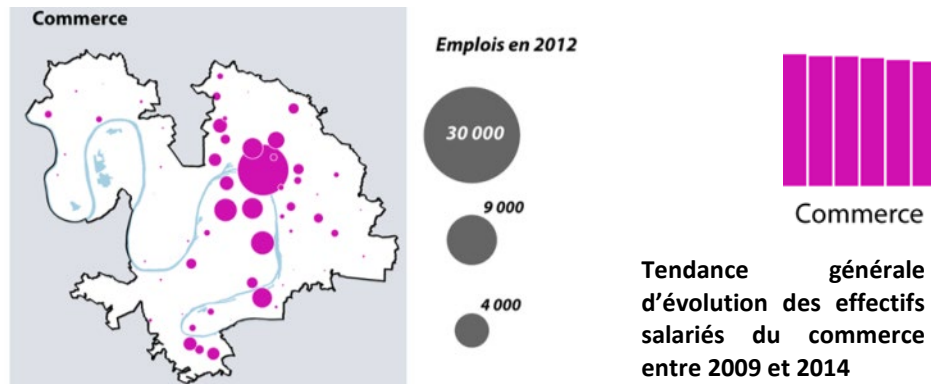 Commerce
Emplois en 2012
30 000
9 000
4 000
Commerce
Tendance générale
d’évolution des effectifs
salariés du commerce
entre 2009 et 2014